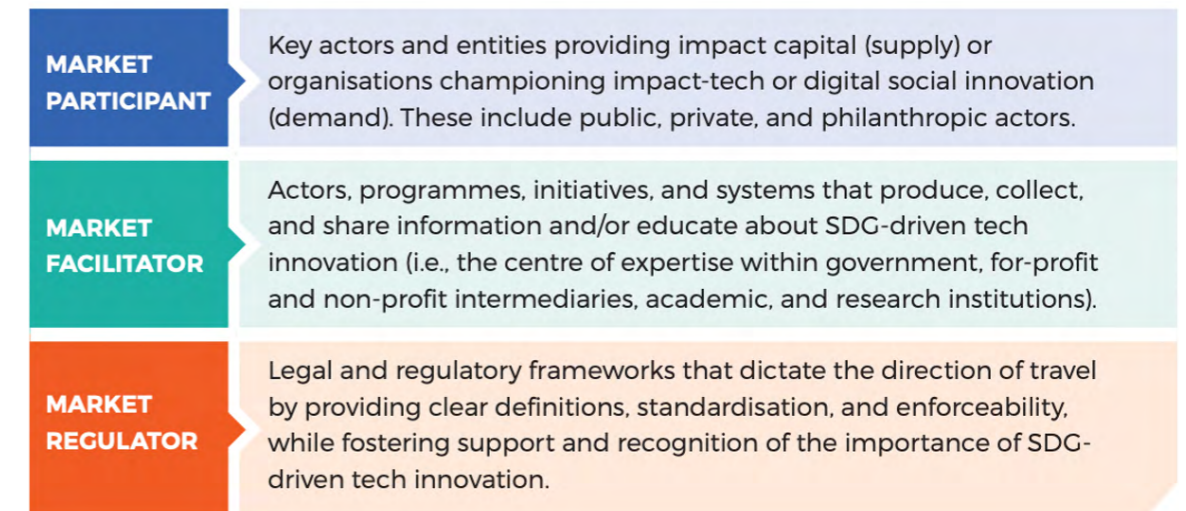 MARKET
PARTICIPANT
Key actors and entities providing impact capital (supply) or
organisations championing impact-tech or digital social innovation
(demand). These include public, private, and philanthropic actors.
MARKET
FACILITATOR
Actors, programmes, initiatives, and systems that produce, collect,
and share information and/or educate about SDG-driven tech
innovation (i.e., the centre of expertise within government, for-profit
and non-profit intermediaries, academic, and research institutions).
MARKET
REGULATOR
Legal and regulatory frameworks that dictate the direction of travel
by providing clear definitions, standardisation, and enforceability,
while fostering support and recognition of the importance of SDG-
driven tech innovation.